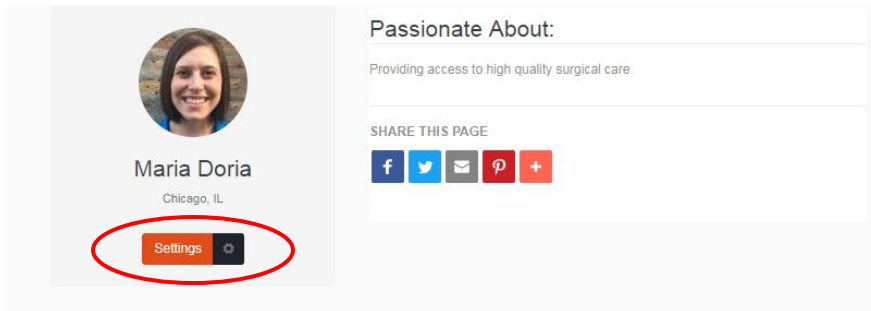 Maria Doria
Chicago, IL
Settings
Passionate About:
Providing access to high quality surgical care
SHARE THIS PAGE